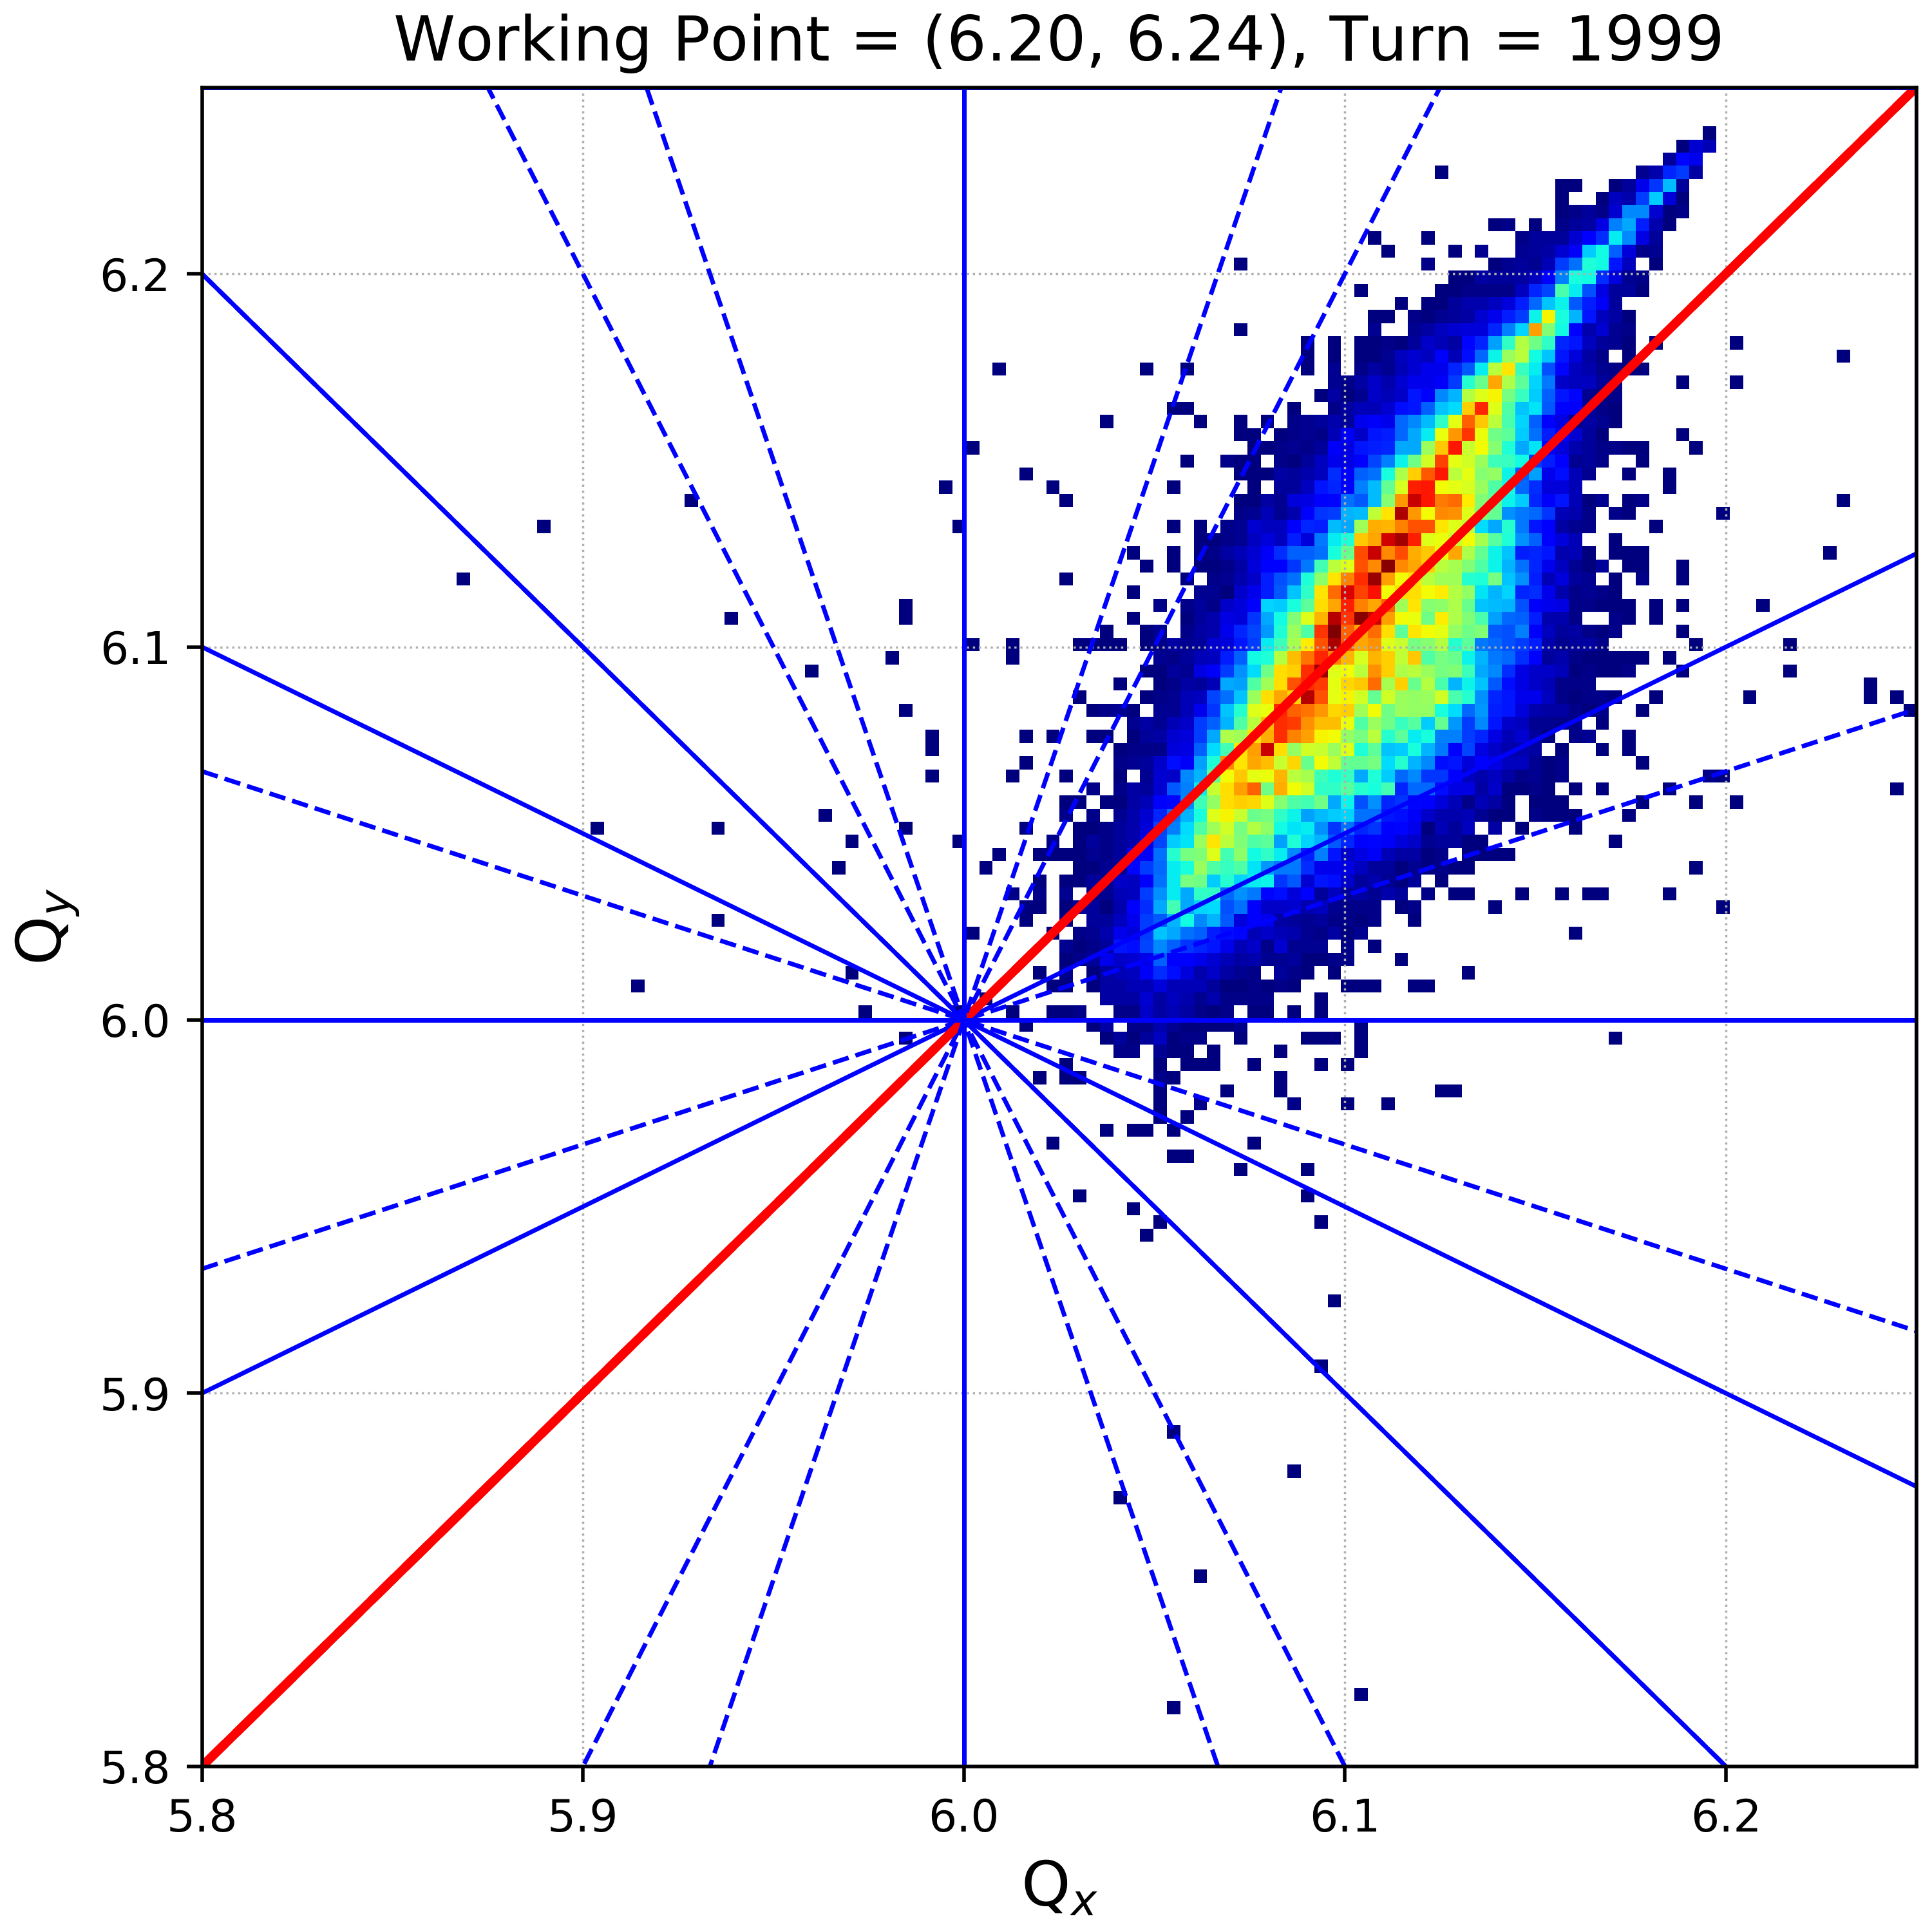 Working Point = (6.20, 6.24), Turn = 1999
6.2
6.1
6.0
5.9
5.8
Qy
5.8 5.9 6.0 6.1 6.2
Qx